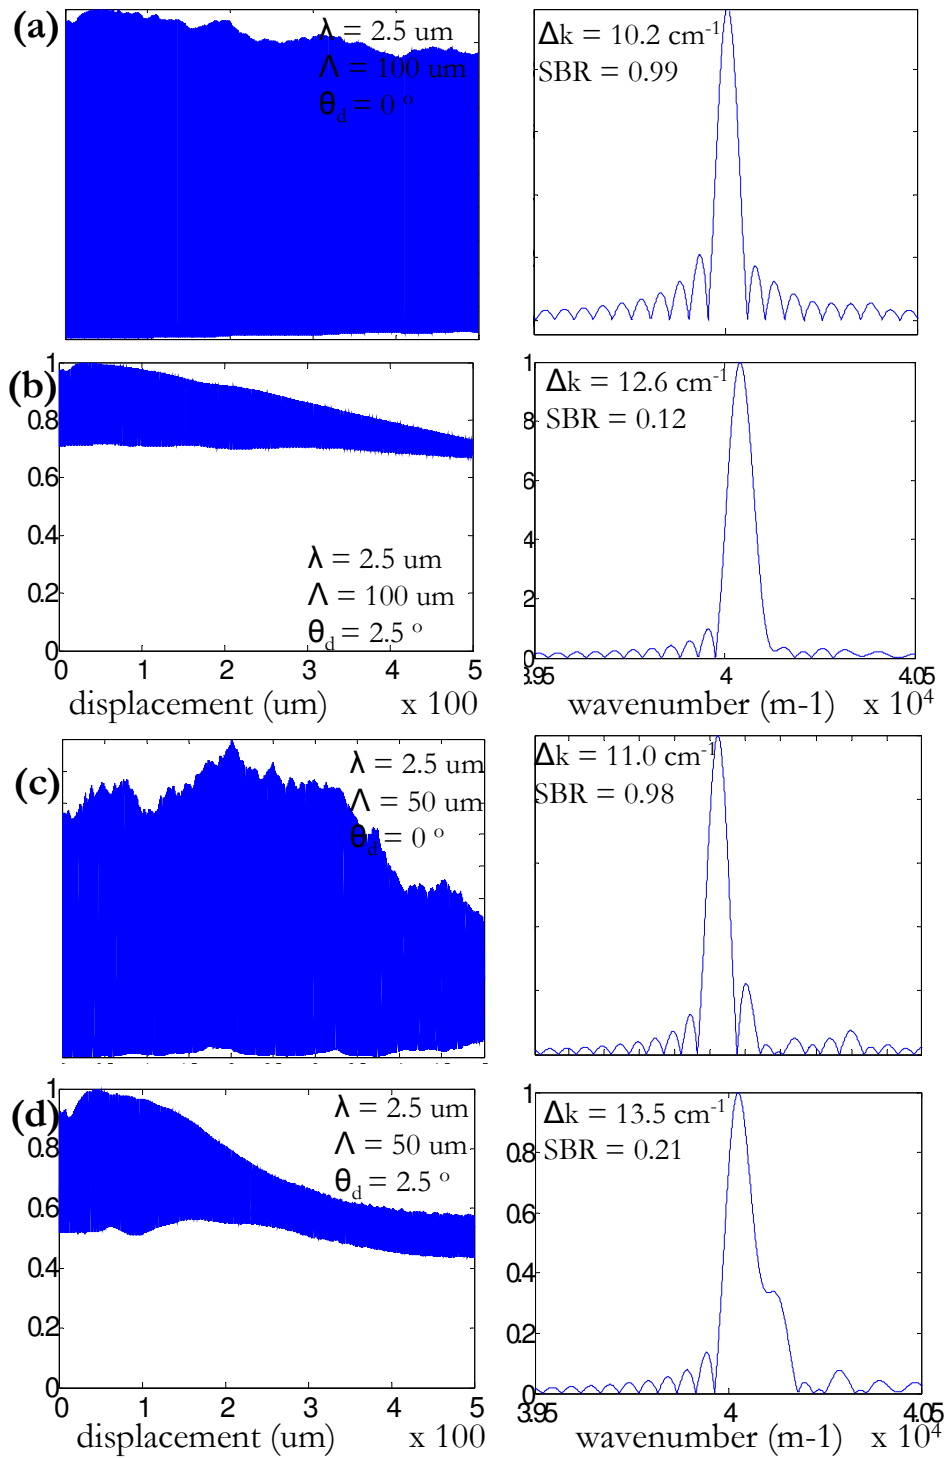 (a)
λ = 2.5 um
Λ = 100 um
θd = 0 o
Δk = 10.2 cm-1
SBR = 0.99
(b)
1
0.8
0.6
0.4
0.2
0
0 1 2 3 4 5
displacement (um) x 100
λ = 2.5 um
Λ = 100 um
θd = 2.5 o
Δk = 12.6 cm-1
SBR = 0.12
1
8
6
4
2
0
3.95 4 4.05
wavenumber (m-1) x 10^4
(c)
λ = 2.5 um
Λ = 50 um
θd = 0 o
Δk = 11.0 cm-1
SBR = 0.98
(d)
1
0.8
0.6
0.4
0.2
0
0 1 2 3 4 5
displacement (um) x 100
λ = 2.5 um
Λ = 50 um
θd = 2.5 o
Δk = 13.5 cm-1
SBR = 0.21
1
0.8
0.6
0.4
0.2
0
3.95 4 4.05
wavenumber (m-1) x 10^4